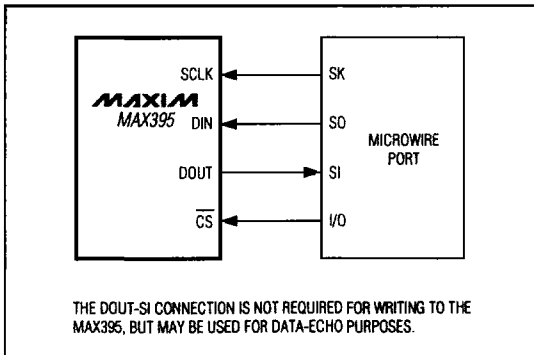 SCLK SK
MAXIM
MAX395
DIN SO
MICROWIRE
PORT
DOUT SI
CS I/O
THE DOUT-SI CONNECTION IS NOT REQUIRED FOR WRITING TO THE
MAX395, BUT MAY BE USED FOR DATA-ECHO PURPOSES.